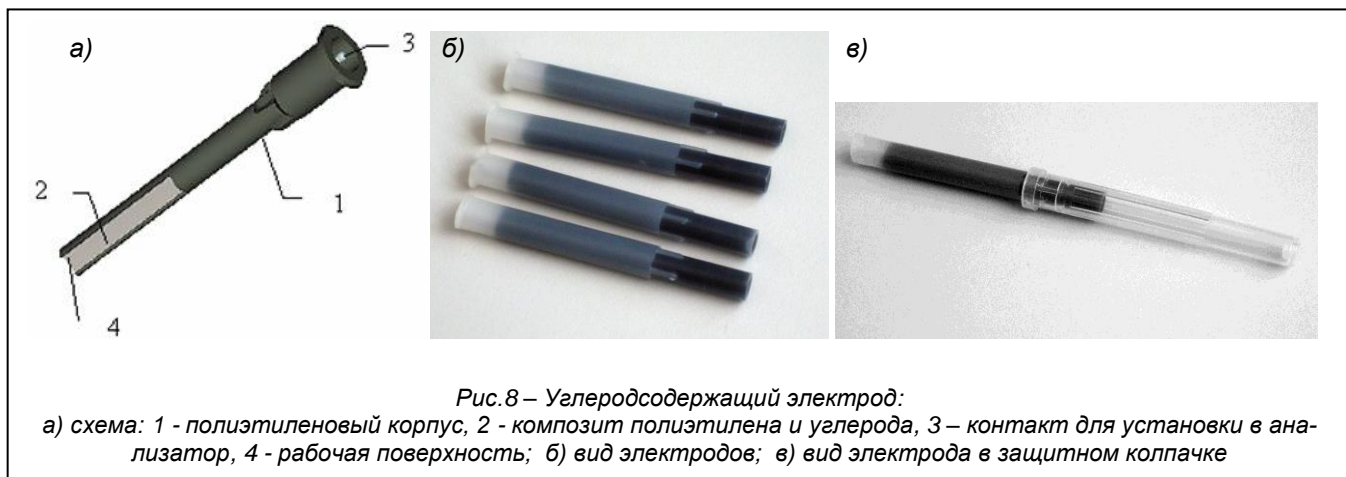 а)
3
2
1
4
б)
в)
Рис.8 – Углеродсодержащий электрод:
а) схема: 1 - полиэтиленовый корпус, 2 - композит полиэтилена и углерода, 3 – контакт для установки в ана-
лизатор, 4 - рабочая поверхность; б) вид электродов; в) вид электрода в защитном колпачке